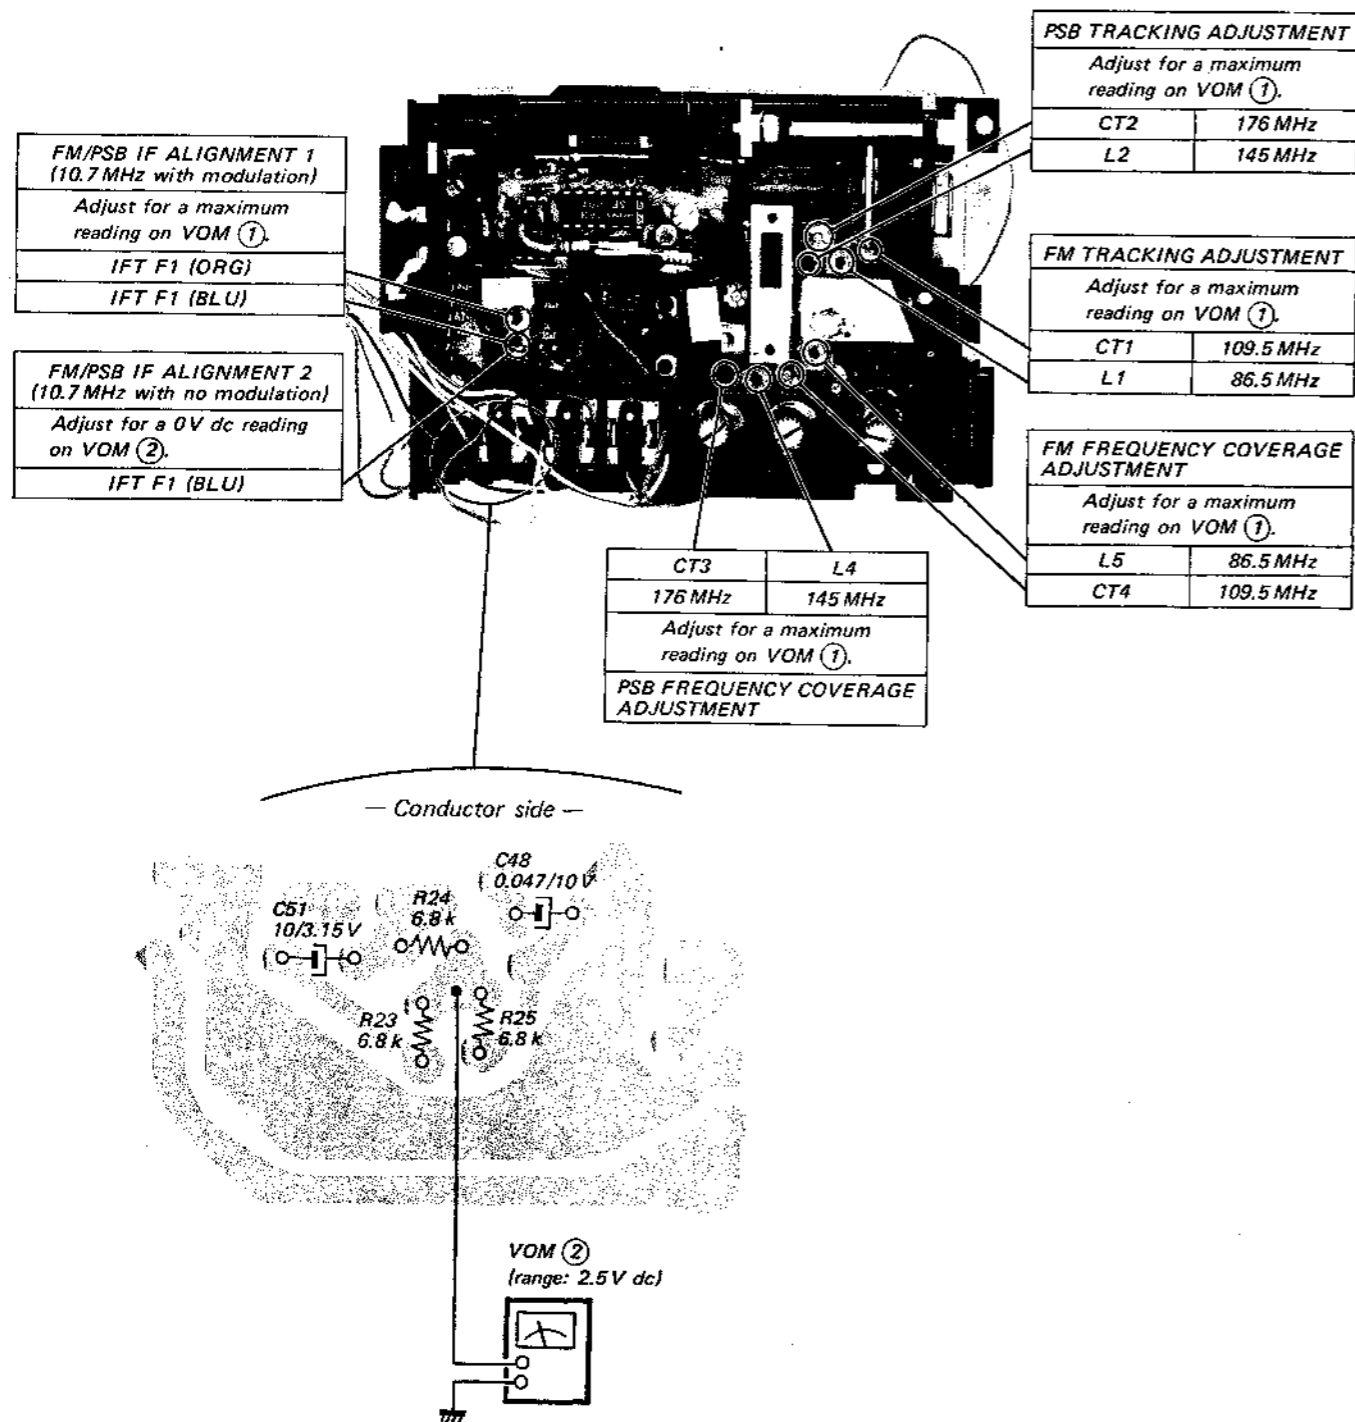 PSB TRACKING ADJUSTMENT
Adjust for a maximum
reading on VOM ①.
CT2 176 MHz
L2 145 MHz
FM/PSB IF ALIGNMENT 1
(10.7 MHz with modulation)
Adjust for a maximum
reading on VOM ①.
IFT F1 (ORG)
IFT F1 (BLU)
FM TRACKING ADJUSTMENT
Adjust for a maximum
reading on VOM ①.
CT1 109.5 MHz
L1 86.5 MHz
FM/PSB IF ALIGNMENT 2
(10.7 MHz with no modulation)
Adjust for a 0V dc reading
on VOM ②.
IFT F1 (BLU)
FM FREQUENCY COVERAGE
ADJUSTMENT
Adjust for a maximum
reading on VOM ①.
L5 86.5 MHz
CT4 109.5 MHz
CT3 L4
176 MHz 145 MHz
Adjust for a maximum
reading on VOM ①.
PSB FREQUENCY COVERAGE
ADJUSTMENT
— Conductor side —
C48
0.047/10 V
R24
6.8 k
C51
10/3.15 V
R23
6.8 k
R25
6.8 k
VOM ②
(range: 2.5 V dc)